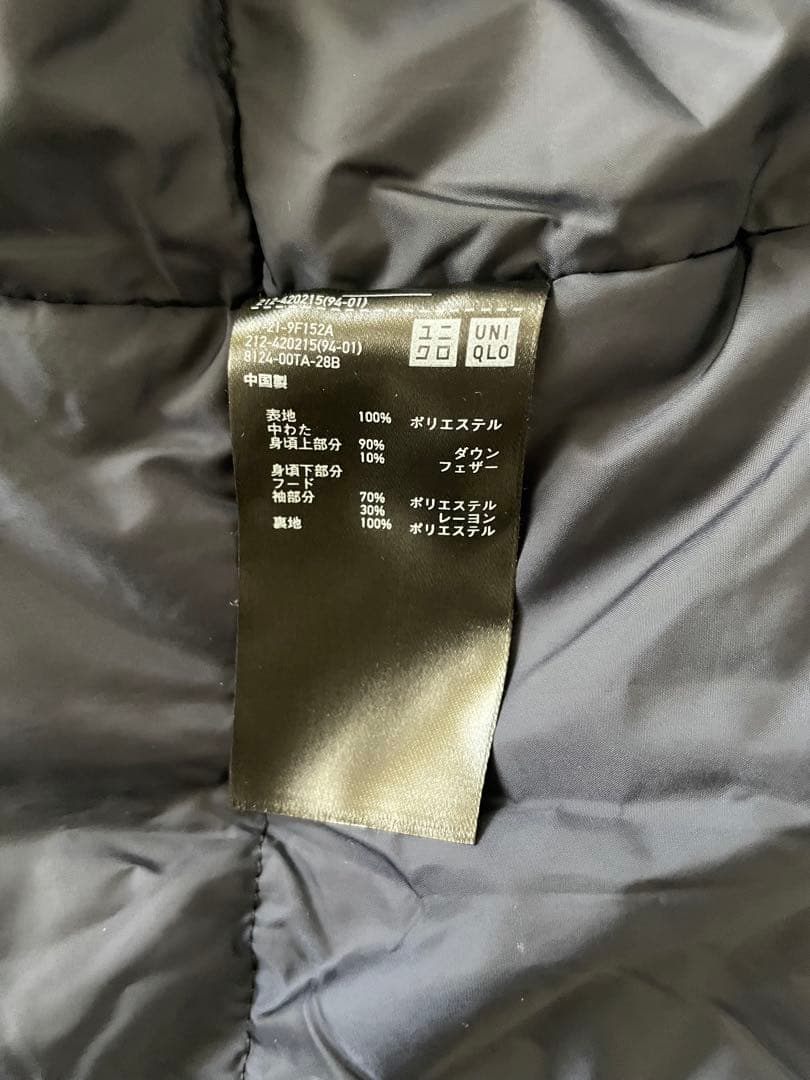 212-420215(94-01)
21-9F152A
212-420215(94-01)
8124-00TA-28B
中国製
ユニクロ
UNIQLO
表地 100% ポリエステル
中わた
身頃上部分 90% ダウン
10% フェザー
身頃下部分
フード
袖部分 70% ポリエステル
30% レーヨン
裏地 100% ポリエステル